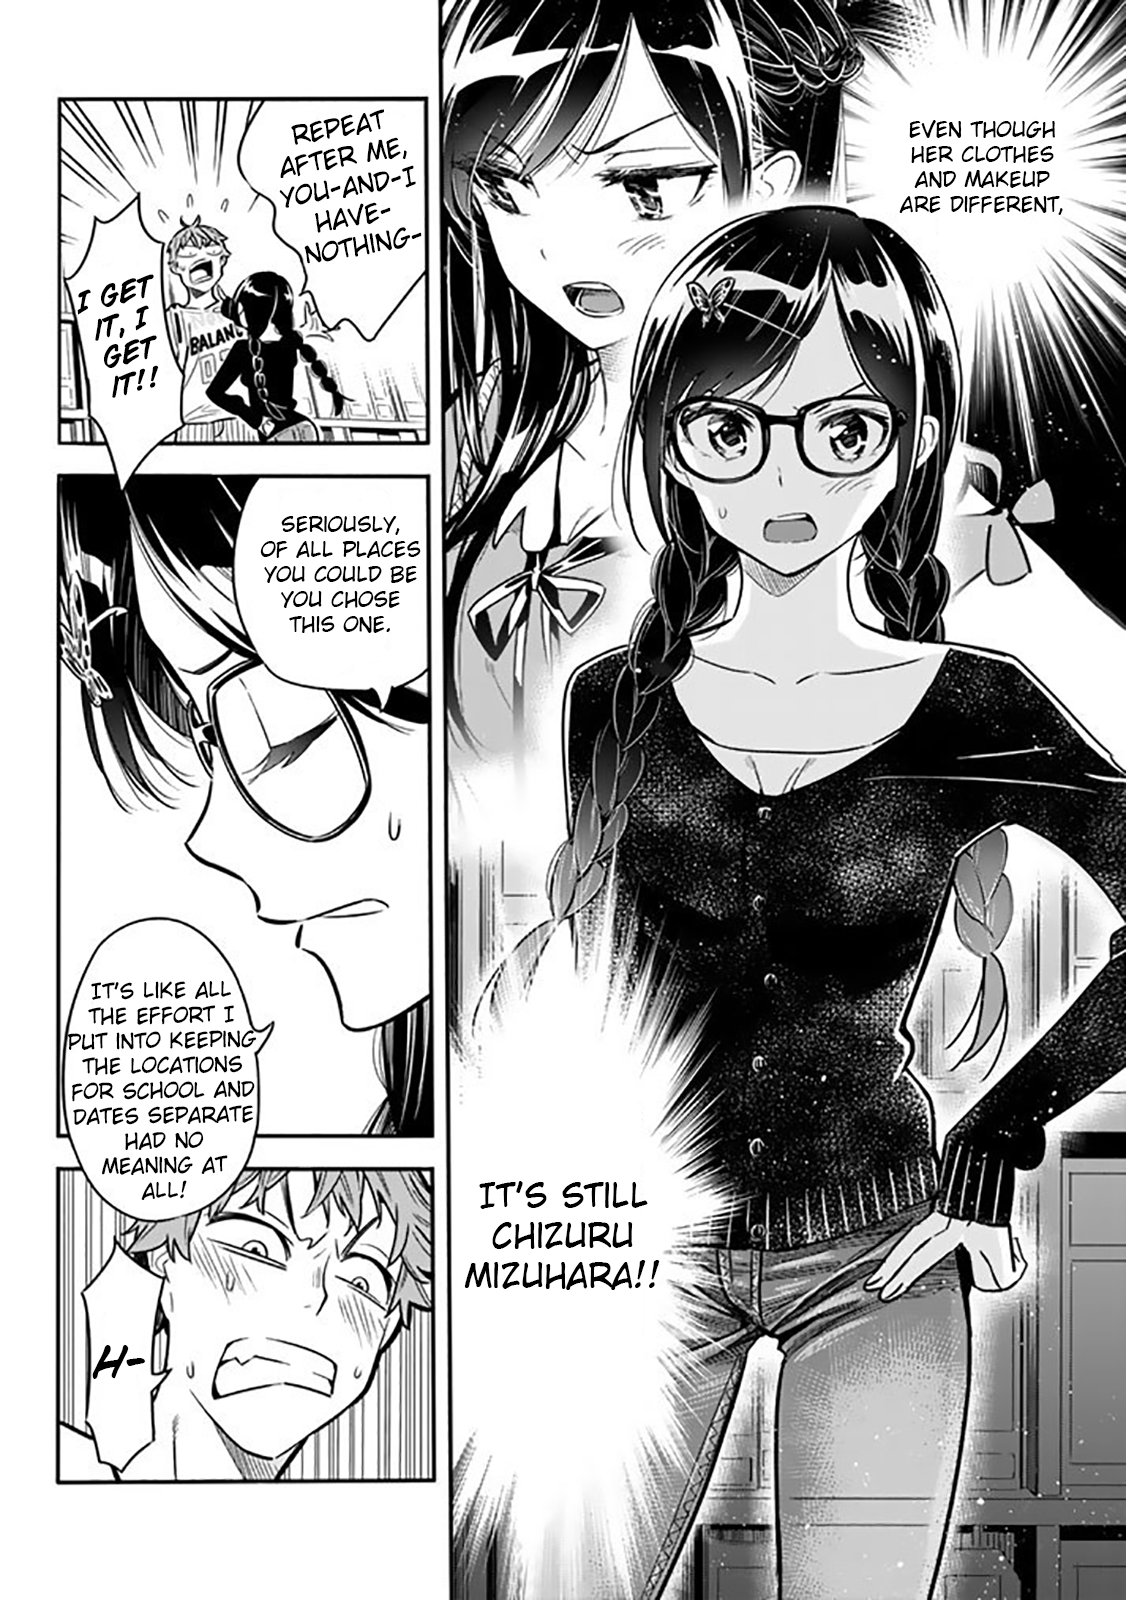 EVEN THOUGH
HER CLOTHES
AND MAKEUP
ARE DIFFERENT,
IT'S STILL
CHIZURU
MIZUHARA!!
REPEAT
AFTER ME,
YOU-AND-I
HAVE-
NOTHING-
I GET
IT, I
GET
IT!!
BALAN
SERIOUSLY,
OF ALL PLACES
YOU COULD BE
YOU CHOSE
THIS ONE.
IT'S LIKE ALL
THE EFFORT I
PUT INTO KEEPING
THE LOCATIONS
FOR SCHOOL AND
DATES SEPARATE
HAD NO
MEANING AT
ALL!
H-